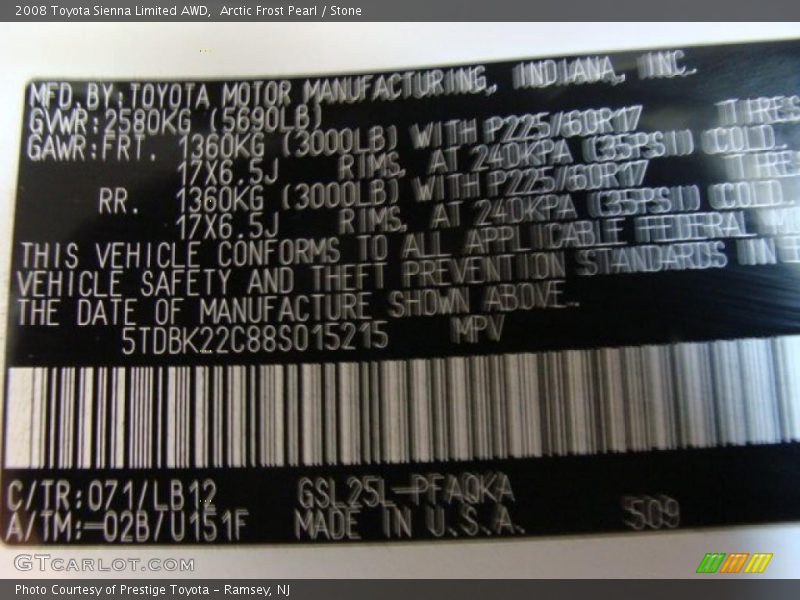 2008 Toyota Sienna Limited AWD,  Arctic Frost Pearl / Stone
MFD.BY:TOYOTA MOTOR MANUFACTURING, INDIANA, INC.
GVWR:2580KG (5690LB)
GAWR:FRT. 1360KG (3000LB) WITH P225/60R17 TIRES
17X6.5J RIMS, AT 240KPA (35PSI) COLD
RR. 1360KG (3000LB) WITH P225/60R17 TIRES
17X6.5J RIMS, AT 240KPA (35PSI) COLD
THIS VEHICLE CONFORMS TO ALL APPLICABLE FEDERAL
VEHICLE SAFETY AND THEFT PREVENTION STANDARDS IN
THE DATE OF MANUFACTURE SHOWN ABOVE.
5TDBK22C88S015215 MPV
C/TR:071/LB12 GSL25L-PFAQKA
A/TM:-02B/U151F MADE IN U.S.A. 509
GTCARLOT.COM
Photo Courtesy of Prestige Toyota - Ramsey, NJ